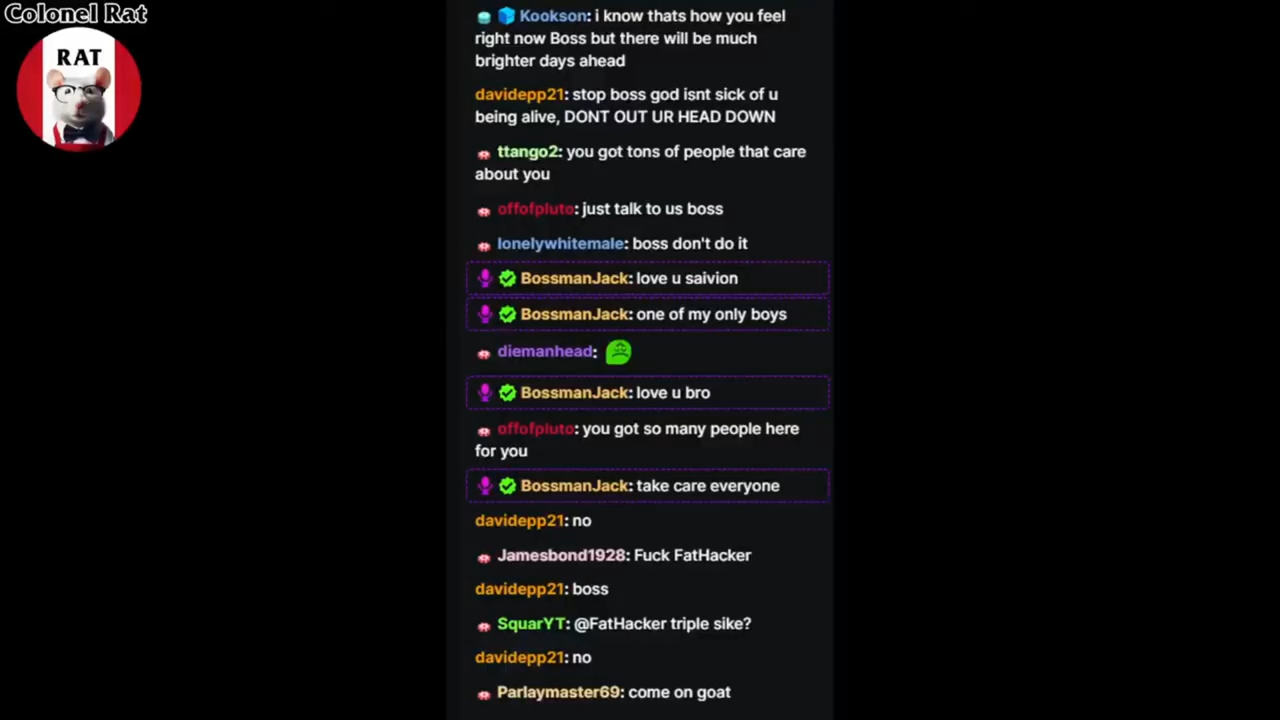 Colonel Rat
RAT
Kookson: i know thats how you feel
right now Boss but there will be much
brighter days ahead
davidepp21: stop boss god isnt sick of u
being alive, DONT OUT UR HEAD DOWN
ttango2: you got tons of people that care
about you
offofpluto: just talk to us boss
lonelywhitemale: boss don't do it
BossmanJack: love u saivion
BossmanJack: one of my only boys
diemanhead:
BossmanJack: love u bro
offofpluto: you got so many people here
for you
BossmanJack: take care everyone
davidepp21: no
Jamesbond1928: Fuck FatHacker
davidepp21: boss
SquarYT: @FatHacker triple sike?
davidepp21: no
Parlaymaster69: come on goat